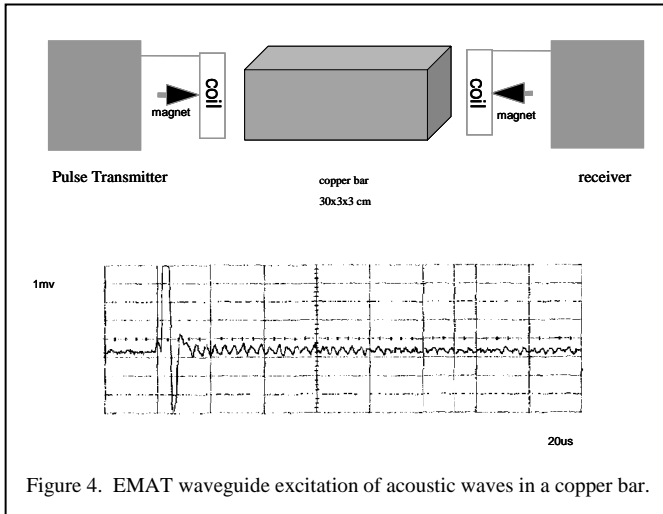 coil
coil
magnet
magnet
Pulse Transmitter
copper bar
receiver
30x3x3 cm
1mv
20us
Figure 4. EMAT waveguide excitation of acoustic waves in a copper bar.